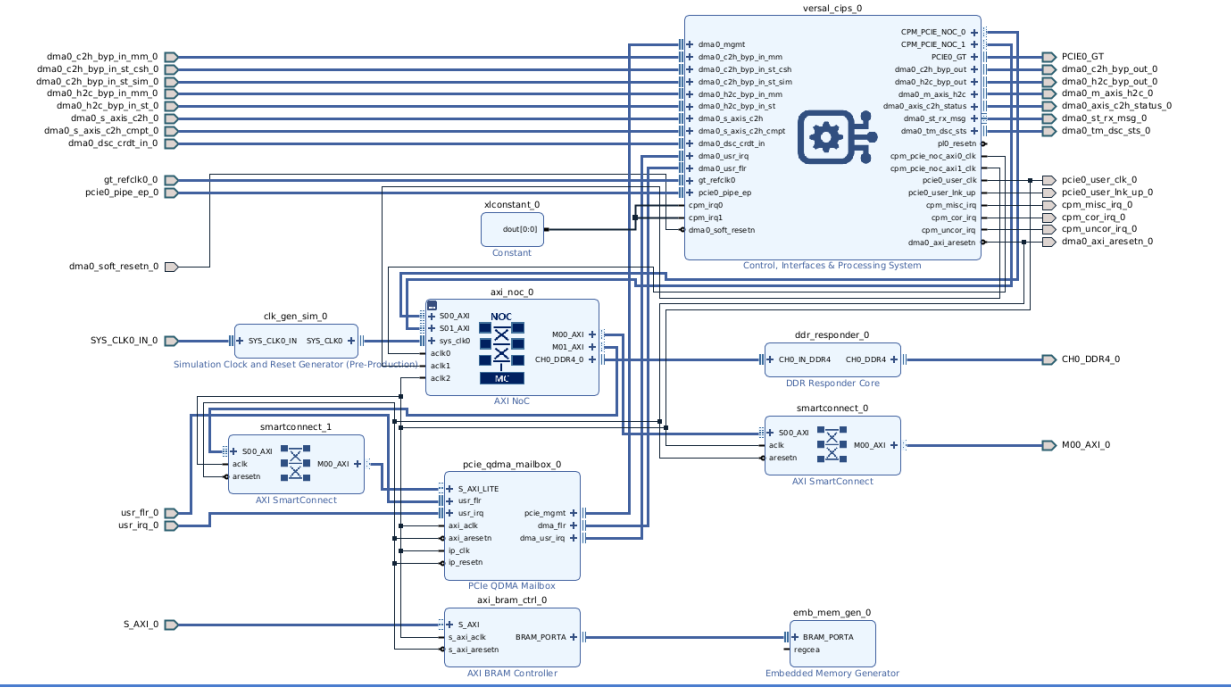 versal_cips_0
dma0_c2h_byp_in_mm_0
dma0_c2h_byp_in_st_csh_0
dma0_c2h_byp_in_st_sim_0
dma0_h2c_byp_in_mm_0
dma0_h2c_byp_in_st_0
dma0_s_axis_c2h_0
dma0_s_axis_c2h_cmpt_0
dma0_dsc_crdt_in_0
gt_refclk0_0
pcie0_pipe_ep_0
dma0_soft_resetn_0
dma0_mgmt
dma0_c2h_byp_in_mm
dma0_c2h_byp_in_st_csh
dma0_c2h_byp_in_st_sim
dma0_h2c_byp_in_mm
dma0_h2c_byp_in_st
dma0_s_axis_c2h
dma0_s_axis_c2h_cmpt
dma0_dsc_crdt_in
dma0_usr_irq
dma0_usr_flr
gt_refclk0
pcie0_pipe_ep
cpm_irq0
cpm_irq1
dma0_soft_resetn
CPM_PCIE_NOC_0
CPM_PCIE_NOC_1
PCIE0_GT
dma0_c2h_byp_out
dma0_h2c_byp_out
dma0_m_axis_h2c
dma0_axis_c2h_status
dma0_st_rx_msg
dma0_tm_dsc_sts
pl0_resetn
cpm_pcie_noc_axi0_clk
cpm_pcie_noc_axi1_clk
pcie0_user_clk
pcie0_user_lnk_up
cpm_misc_irq
cpm_cor_irq
cpm_uncor_irq
dma0_axi_aresetn
Control, Interfaces & Processing System
PCIE0_GT
dma0_c2h_byp_out_0
dma0_h2c_byp_out_0
dma0_m_axis_h2c_0
dma0_axis_c2h_status_0
dma0_st_rx_msg_0
dma0_tm_dsc_sts_0
pcie0_user_clk_0
pcie0_user_lnk_up_0
cpm_misc_irq_0
cpm_cor_irq_0
cpm_uncor_irq_0
dma0_axi_aresetn_0
xlconstant_0
dout[0:0]
Constant
axi_noc_0
S00_AXI
S01_AXI
sys_clk0
aclk0
aclk1
aclk2
NOC
MC
M00_AXI
M01_AXI
CH0_DDR4_0
AXI NoC
SYS_CLK0_IN_0
clk_gen_sim_0
SYS_CLK0_IN
SYS_CLK0
Simulation Clock and Reset Generator (Pre-Production)
ddr_responder_0
CH0_IN_DDR4
CH0_DDR4
DDR Responder Core
CH0_DDR4_0
smartconnect_0
S00_AXI
aclk
aresetn
M00_AXI
AXI SmartConnect
M00_AXI_0
smartconnect_1
S00_AXI
aclk
aresetn
M00_AXI
AXI SmartConnect
usr_flr_0
usr_irq_0
pcie_qdma_mailbox_0
S_AXI_LITE
usr_flr
usr_irq
axi_aclk
axi_aresetn
ip_clk
ip_resetn
pcie_mgmt
dma_flr
dma_usr_irq
PCIe QDMA Mailbox
S_AXI_0
axi_bram_ctrl_0
S_AXI
s_axi_aclk
s_axi_aresetn
BRAM_PORTA
AXI BRAM Controller
emb_mem_gen_0
BRAM_PORTA
regcea
Embedded Memory Generator